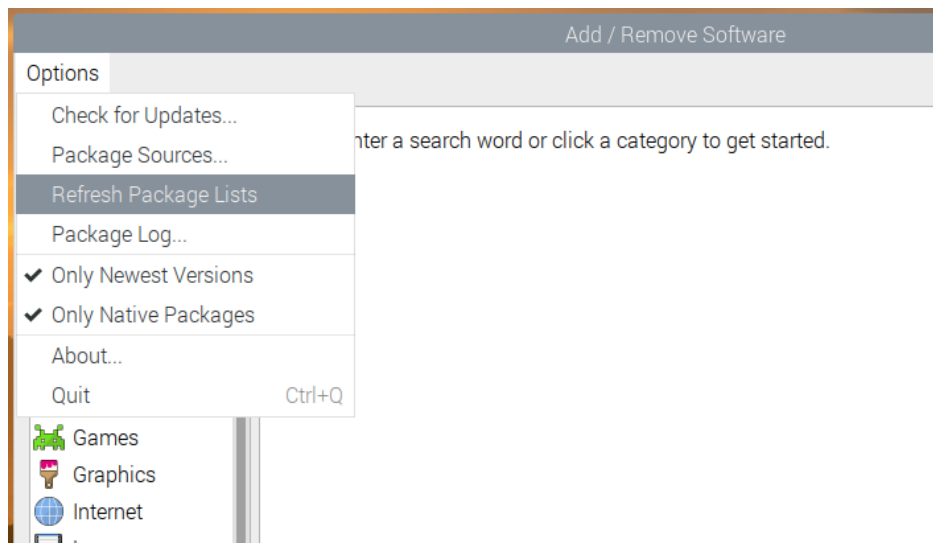 Add / Remove Software
Options
Check for Updates...
nter a search word or click a category to get started.
Package Sources...
Refresh Package Lists
Package Log...
Only Newest Versions
Only Native Packages
About...
Quit Ctrl+Q
Games
Graphics
Internet